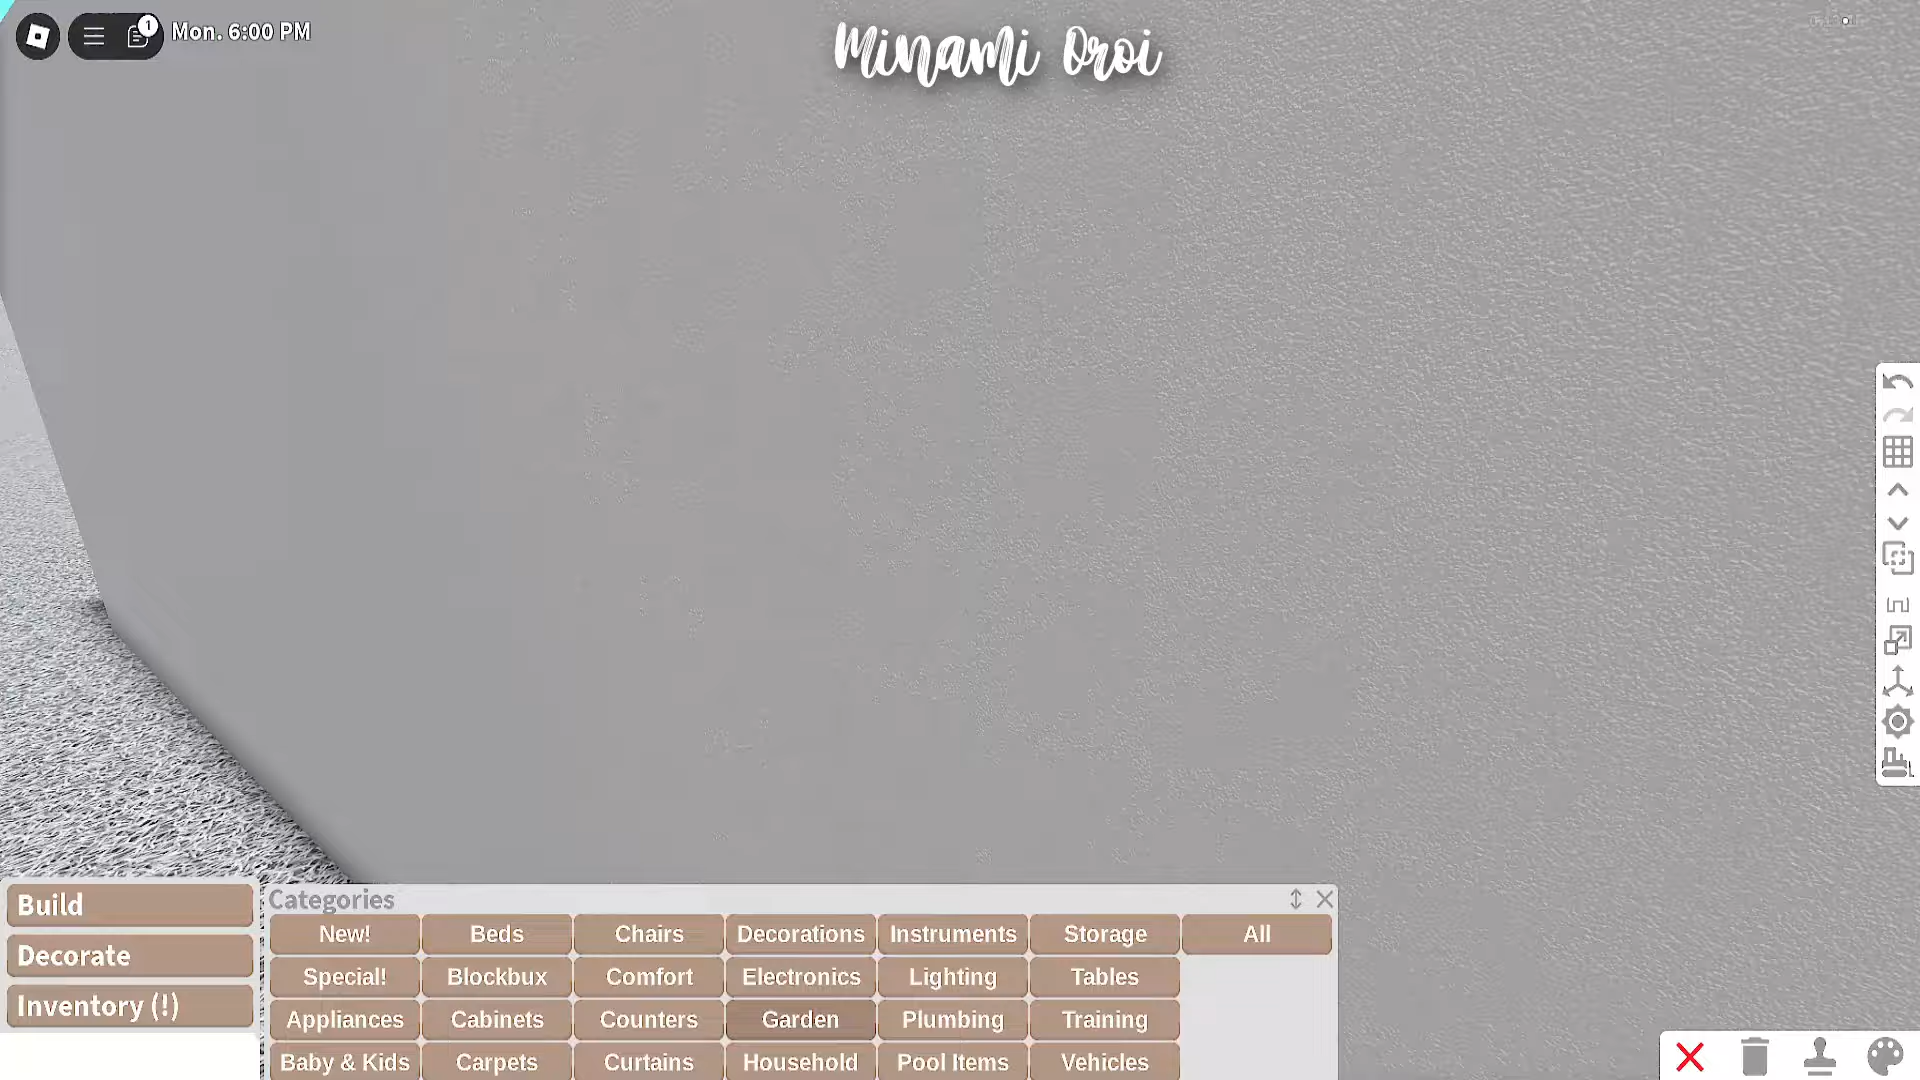 Mon. 6:00 PM
1
Minami Oroi
Build
Decorate
Inventory (!)
Categories
New! Beds Chairs Decorations Instruments Storage All
Special! Blockbux Comfort Electronics Lighting Tables
Appliances Cabinets Counters Garden Plumbing Training
Baby & Kids Carpets Curtains Household Pool Items Vehicles